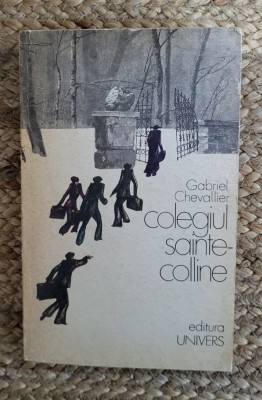 Gabriel
Chevallier
colegiul
sainte-
colline
editura
UNIVERS